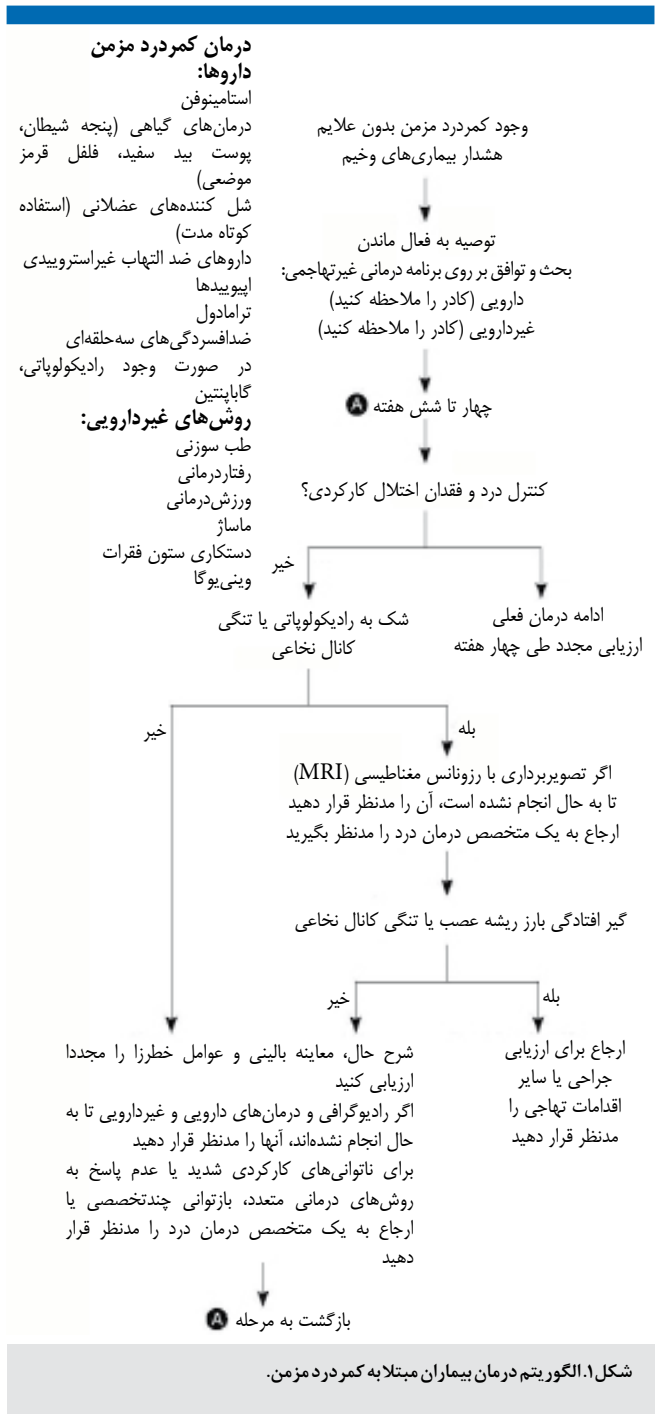 درمان کمردرد مزمن
داروها:
استامینوفن
درمان‌های گیاهی (پنجه شیطان،
پوست بید سفید، فلفل قرمز
موضعی)
شل کننده‌های عضلانی (استفاده
کوتاه مدت)
داروهای ضد التهاب غیراستروییدی
اپیوییدها
ترامادول
ضدافسردگی‌های سه‌حلقه‌ای
در صورت وجود رادیکولوپاتی،
گاباپنتین
روش‌های غیردارویی:
طب سوزنی
رفتاردرمانی
ورزش‌درمانی
ماساژ
دستکاری ستون فقرات
وینی‌یوگا
وجود کمردرد مزمن بدون علایم
هشدار بیماری‌های وخیم
توصیه به فعال ماندن
بحث و توافق بر روی برنامه درمانی غیرتهاجمی:
دارویی (کادر را ملاحظه کنید)
غیردارویی (کادر را ملاحظه کنید)
چهار تا شش هفته A
کنترل درد و فقدان اختلال کارکردی؟
خیر
ادامه درمان فعلی
ارزیابی مجدد طی چهار هفته
شک به رادیکولوپاتی یا تنگی
کانال نخاعی
بله
خیر
اگر تصویربرداری با رزونانس مغناطیسی (MRI)
تا به حال انجام نشده است، آن را مدنظر قرار دهید
ارجاع به یک متخصص درمان درد را مدنظر بگیرید
گیر افتادگی بارز ریشه عصب یا تنگی کانال نخاعی
بله
خیر
ارجاع برای ارزیابی
جراحی یا سایر
اقدامات تهاجی را
مدنظر قرار دهید
شرح حال، معاینه بالینی و عوامل خطرزا را مجددا
ارزیابی کنید
اگر رادیوگرافی و درمان‌های دارویی و غیردارویی تا به
حال انجام نشده‌اند، آنها را مدنظر قرار دهید
برای ناتوانی‌های کارکردی شدید یا عدم پاسخ به
روش‌های درمانی متعدد، بازتوانی چندتخصصی یا
ارجاع به یک متخصص درمان درد را مدنظر قرار
دهید
بازگشت به مرحله A
شکل۱. الگوریتم درمان بیماران مبتلا به کمردرد مزمن.